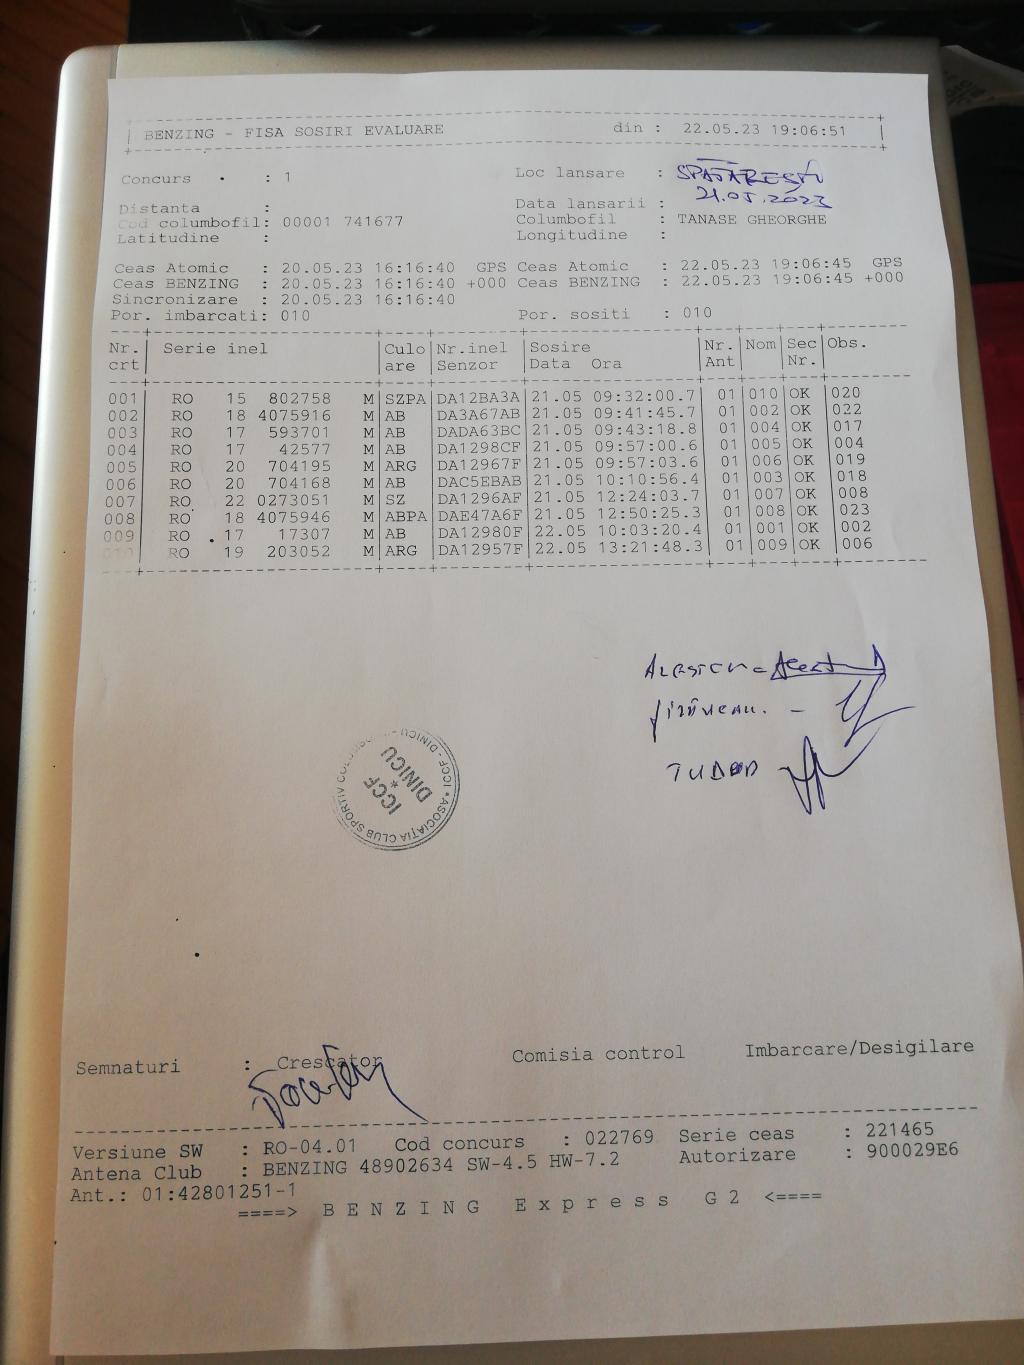 BENZING - FISA SOSIRI EVALUARE din : 22.05.23 19:06:51
Concurs : 1 Loc lansare : SPĂTĂREȘTI
Distanta : Data lansarii : 21.05.2023
Cod columbofil: 00001 741677 Columbofil : TANASE GHEORGHE
Latitudine : Longitudine :
Ceas Atomic : 20.05.23 16:16:40 GPS Ceas Atomic : 22.05.23 19:06:45 GPS
Ceas BENZING : 20.05.23 16:16:40 +000 Ceas BENZING : 22.05.23 19:06:45 +000
Sincronizare : 20.05.23 16:16:40
Por. imbarcati: 010 Por. sositi : 010
Nr. Serie inel Culo Nr.inel Sosire Nr. Nom Sec Obs.
crt are Senzor Data Ora Ant Nr.
001 RO 15 802758 M SZPA DA12BA3A 21.05 09:32:00.7 01 010 OK 020
002 RO 18 4075916 M AB DA3A67AB 21.05 09:41:45.7 01 002 OK 022
003 RO 17 593701 M AB DADA63BC 21.05 09:43:18.8 01 004 OK 017
004 RO 17 42577 M AB DA1298CF 21.05 09:57:00.6 01 005 OK 004
005 RO 20 704195 M ARG DA12967F 21.05 09:57:03.6 01 006 OK 019
006 RO 20 704168 M AB DAC5EBAB 21.05 10:10:56.4 01 003 OK 018
007 RO 22 0273051 M SZ DA1296AF 21.05 12:24:03.7 01 007 OK 008
008 RO 18 4075946 M ABPA DAE47A6F 21.05 12:50:25.3 01 008 OK 023
009 RO 17 17307 M AB DA12980F 22.05 10:03:20.4 01 001 OK 002
010 RO 19 203052 M ARG DA12957F 22.05 13:21:48.3 01 009 OK 006
TUDOR
ASOCIAȚIA CLUB SPORTIV
ICCF - DINICU
ICCF
*
DINICU
Semnaturi : Crescator Comisia control Imbarcare/Desigilare
Versiune SW : RO-04.01 Cod concurs : 022769 Serie ceas : 221465
Antena Club : BENZING 48902634 SW-4.5 HW-7.2 Autorizare : 900029E6
Ant.: 01:42801251-1
====> BENZING Express G2 <====